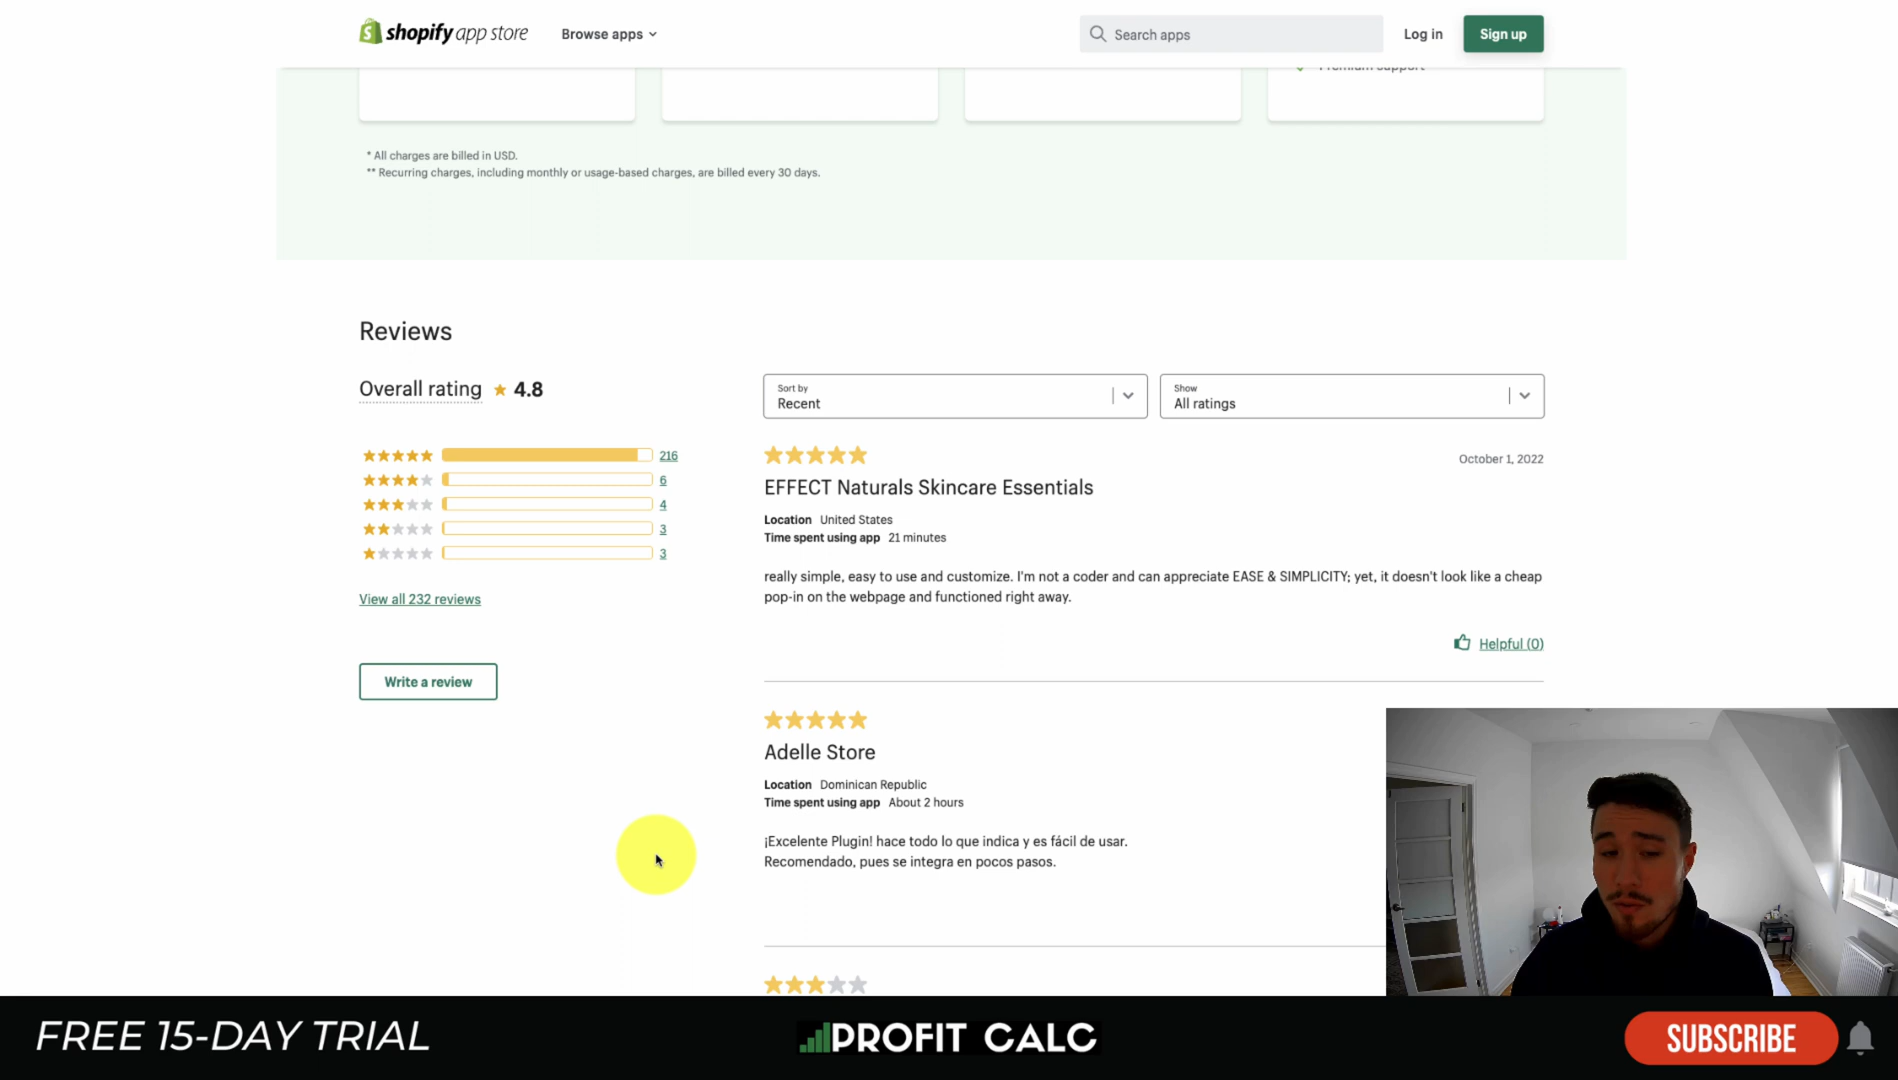 shopify app store
Browse apps
Search apps
Log in
Sign up
Premium support
* All charges are billed in USD.
** Recurring charges, including monthly or usage-based charges, are billed every 30 days.
Reviews
Overall rating 4.8
216
6
4
3
3
View all 232 reviews
Write a review
Sort by
Recent
Show
All ratings
October 1, 2022
EFFECT Naturals Skincare Essentials
Location United States
Time spent using app 21 minutes
really simple, easy to use and customize. I'm not a coder and can appreciate EASE & SIMPLICITY; yet, it doesn't look like a cheap
pop-in on the webpage and functioned right away.
Helpful (0)
Adelle Store
Location Dominican Republic
Time spent using app About 2 hours
¡Excelente Plugin! hace todo lo que indica y es fácil de usar.
Recomendado, pues se integra en pocos pasos.
FREE 15-DAY TRIAL
PROFIT CALC
SUBSCRIBE